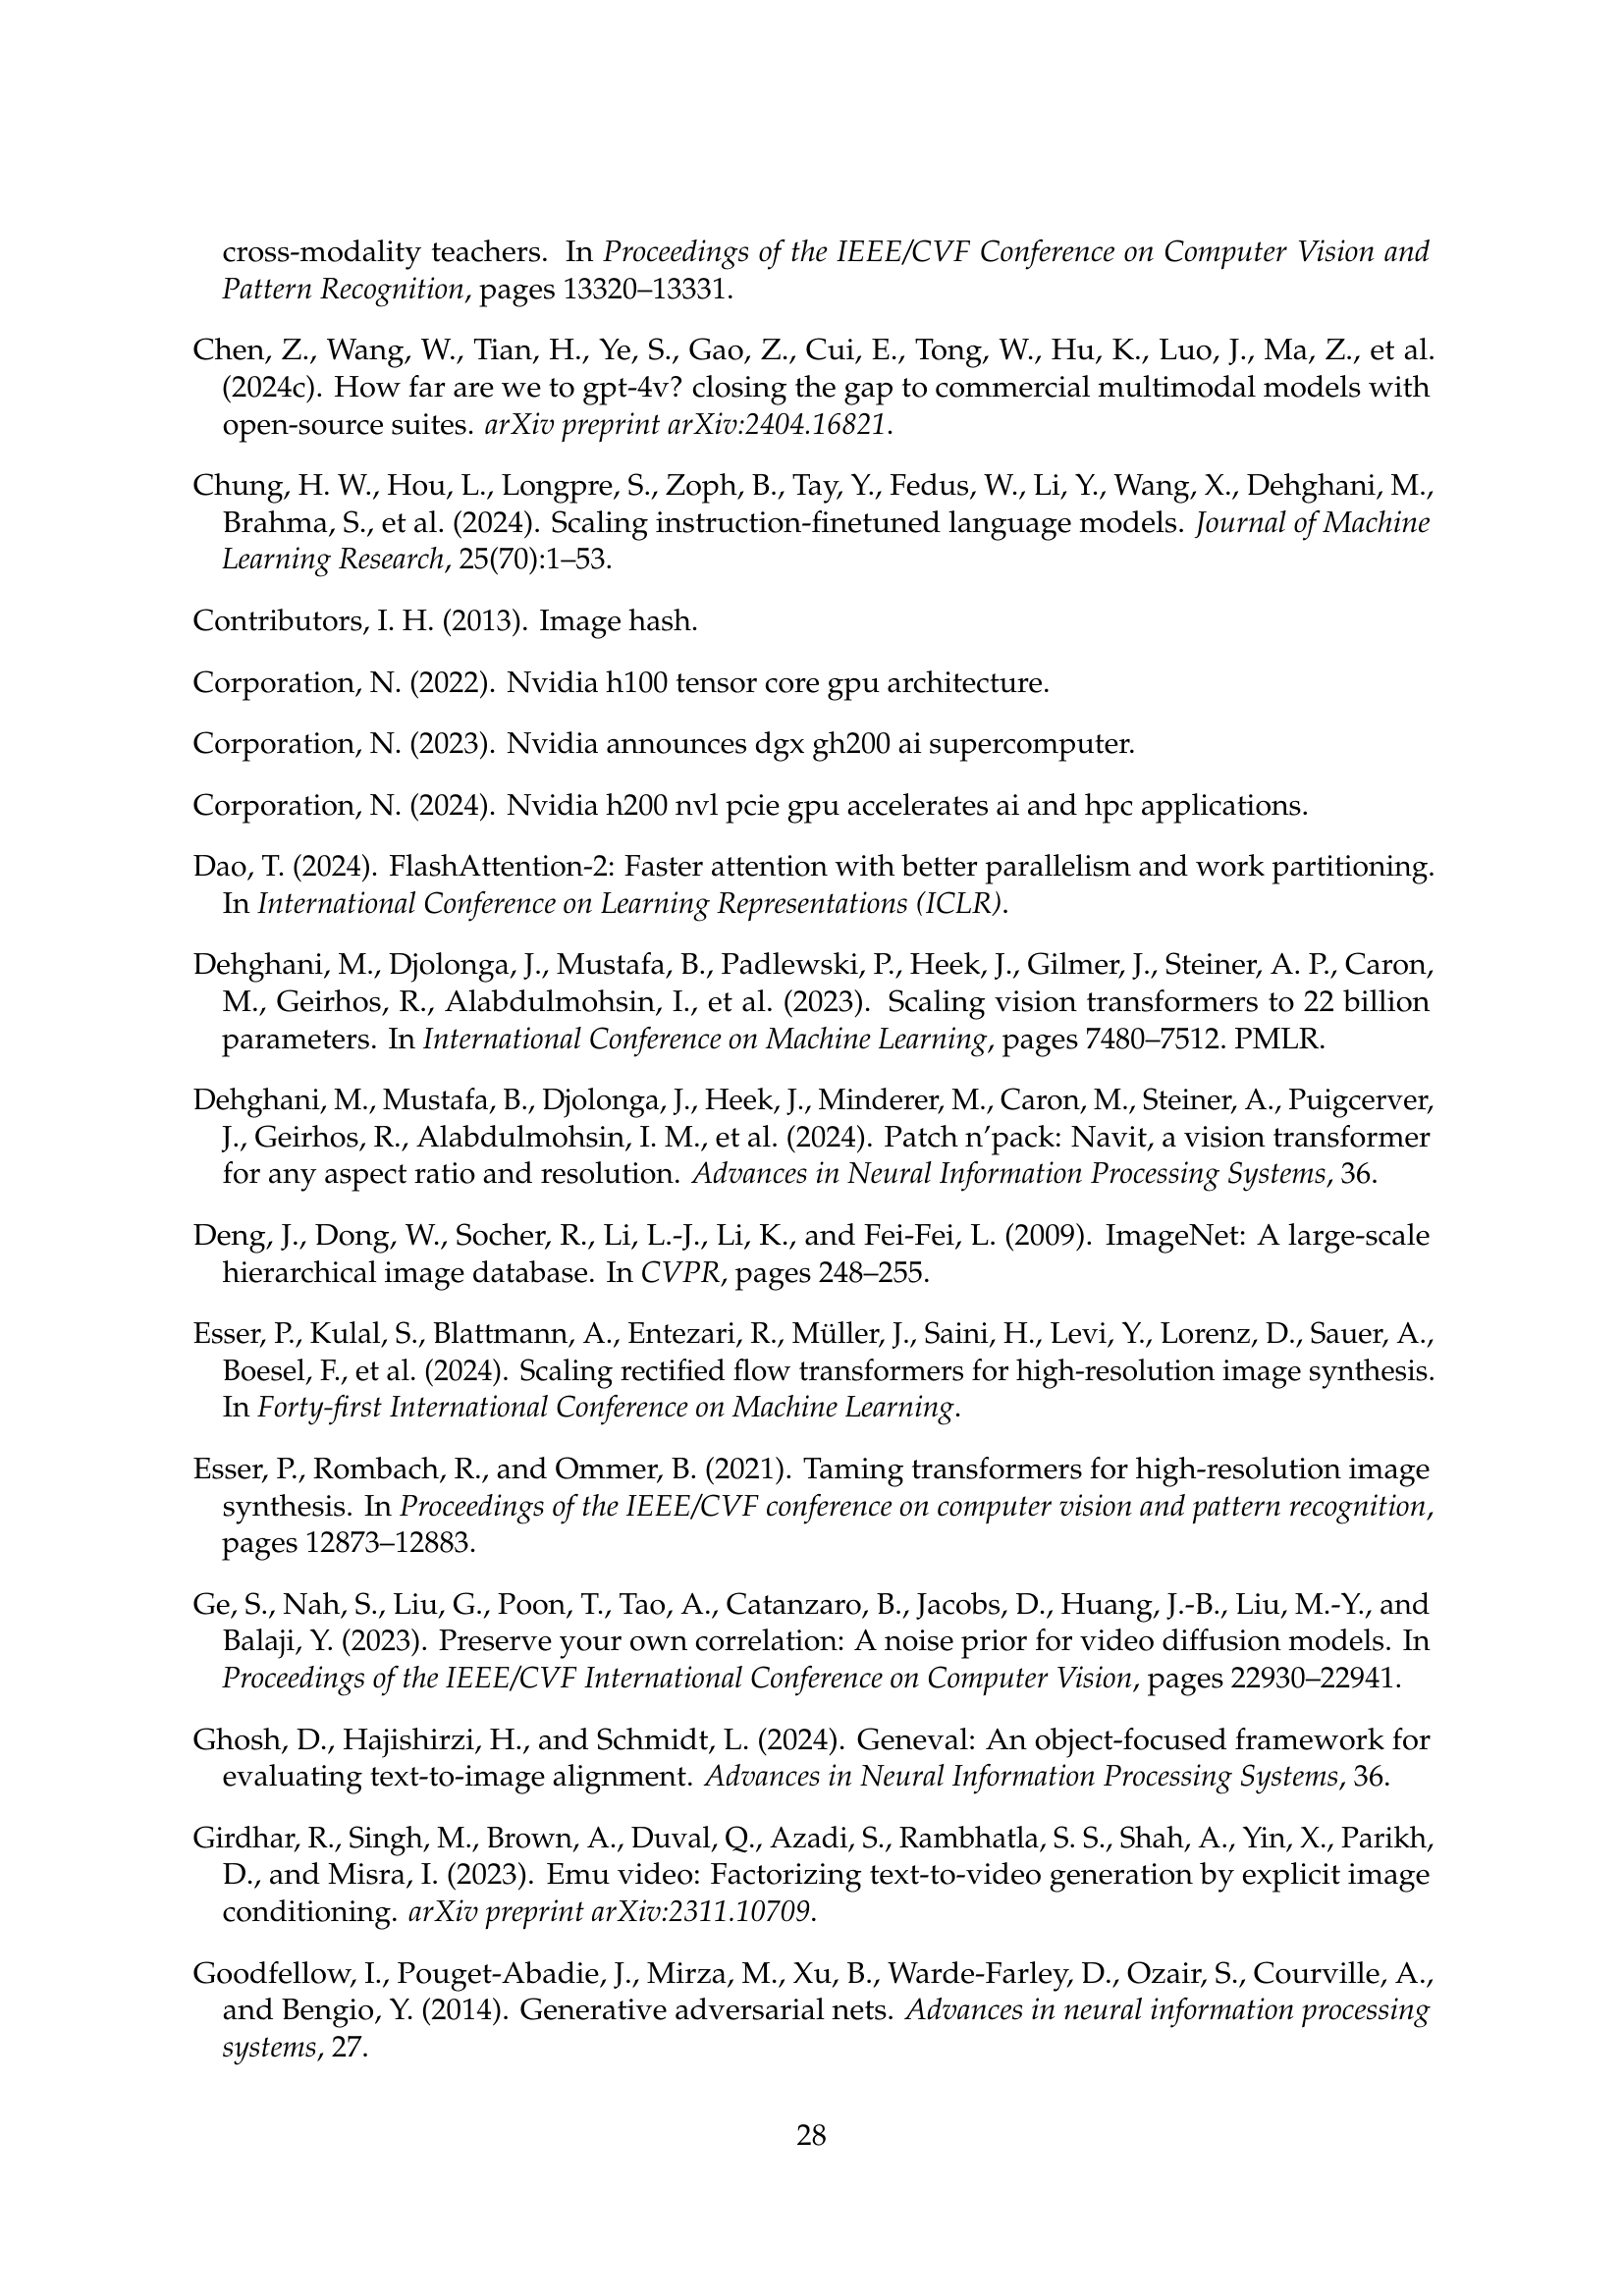 cross-modality teachers. In Proceedings of the IEEE/CVF Conference on Computer Vision and
Pattern Recognition, pages 13320–13331.
Chen, Z., Wang, W., Tian, H., Ye, S., Gao, Z., Cui, E., Tong, W., Hu, K., Luo, J., Ma, Z., et al.
(2024c). How far are we to gpt-4v? closing the gap to commercial multimodal models with
open-source suites. arXiv preprint arXiv:2404.16821.
Chung, H. W., Hou, L., Longpre, S., Zoph, B., Tay, Y., Fedus, W., Li, Y., Wang, X., Dehghani, M.,
Brahma, S., et al. (2024). Scaling instruction-finetuned language models. Journal of Machine
Learning Research, 25(70):1–53.
Contributors, I. H. (2013). Image hash.
Corporation, N. (2022). Nvidia h100 tensor core gpu architecture.
Corporation, N. (2023). Nvidia announces dgx gh200 ai supercomputer.
Corporation, N. (2024). Nvidia h200 nvl pcie gpu accelerates ai and hpc applications.
Dao, T. (2024). FlashAttention-2: Faster attention with better parallelism and work partitioning.
In International Conference on Learning Representations (ICLR).
Dehghani, M., Djolonga, J., Mustafa, B., Padlewski, P., Heek, J., Gilmer, J., Steiner, A. P., Caron,
M., Geirhos, R., Alabdulmohsin, I., et al. (2023). Scaling vision transformers to 22 billion
parameters. In International Conference on Machine Learning, pages 7480–7512. PMLR.
Dehghani, M., Mustafa, B., Djolonga, J., Heek, J., Minderer, M., Caron, M., Steiner, A., Puigcerver,
J., Geirhos, R., Alabdulmohsin, I. M., et al. (2024). Patch n'pack: Navit, a vision transformer
for any aspect ratio and resolution. Advances in Neural Information Processing Systems, 36.
Deng, J., Dong, W., Socher, R., Li, L.-J., Li, K., and Fei-Fei, L. (2009). ImageNet: A large-scale
hierarchical image database. In CVPR, pages 248–255.
Esser, P., Kulal, S., Blattmann, A., Entezari, R., Müller, J., Saini, H., Levi, Y., Lorenz, D., Sauer, A.,
Boesel, F., et al. (2024). Scaling rectified flow transformers for high-resolution image synthesis.
In Forty-first International Conference on Machine Learning.
Esser, P., Rombach, R., and Ommer, B. (2021). Taming transformers for high-resolution image
synthesis. In Proceedings of the IEEE/CVF conference on computer vision and pattern recognition,
pages 12873–12883.
Ge, S., Nah, S., Liu, G., Poon, T., Tao, A., Catanzaro, B., Jacobs, D., Huang, J.-B., Liu, M.-Y., and
Balaji, Y. (2023). Preserve your own correlation: A noise prior for video diffusion models. In
Proceedings of the IEEE/CVF International Conference on Computer Vision, pages 22930–22941.
Ghosh, D., Hajishirzi, H., and Schmidt, L. (2024). Geneval: An object-focused framework for
evaluating text-to-image alignment. Advances in Neural Information Processing Systems, 36.
Girdhar, R., Singh, M., Brown, A., Duval, Q., Azadi, S., Rambhatla, S. S., Shah, A., Yin, X., Parikh,
D., and Misra, I. (2023). Emu video: Factorizing text-to-video generation by explicit image
conditioning. arXiv preprint arXiv:2311.10709.
Goodfellow, I., Pouget-Abadie, J., Mirza, M., Xu, B., Warde-Farley, D., Ozair, S., Courville, A.,
and Bengio, Y. (2014). Generative adversarial nets. Advances in neural information processing
systems, 27.
28